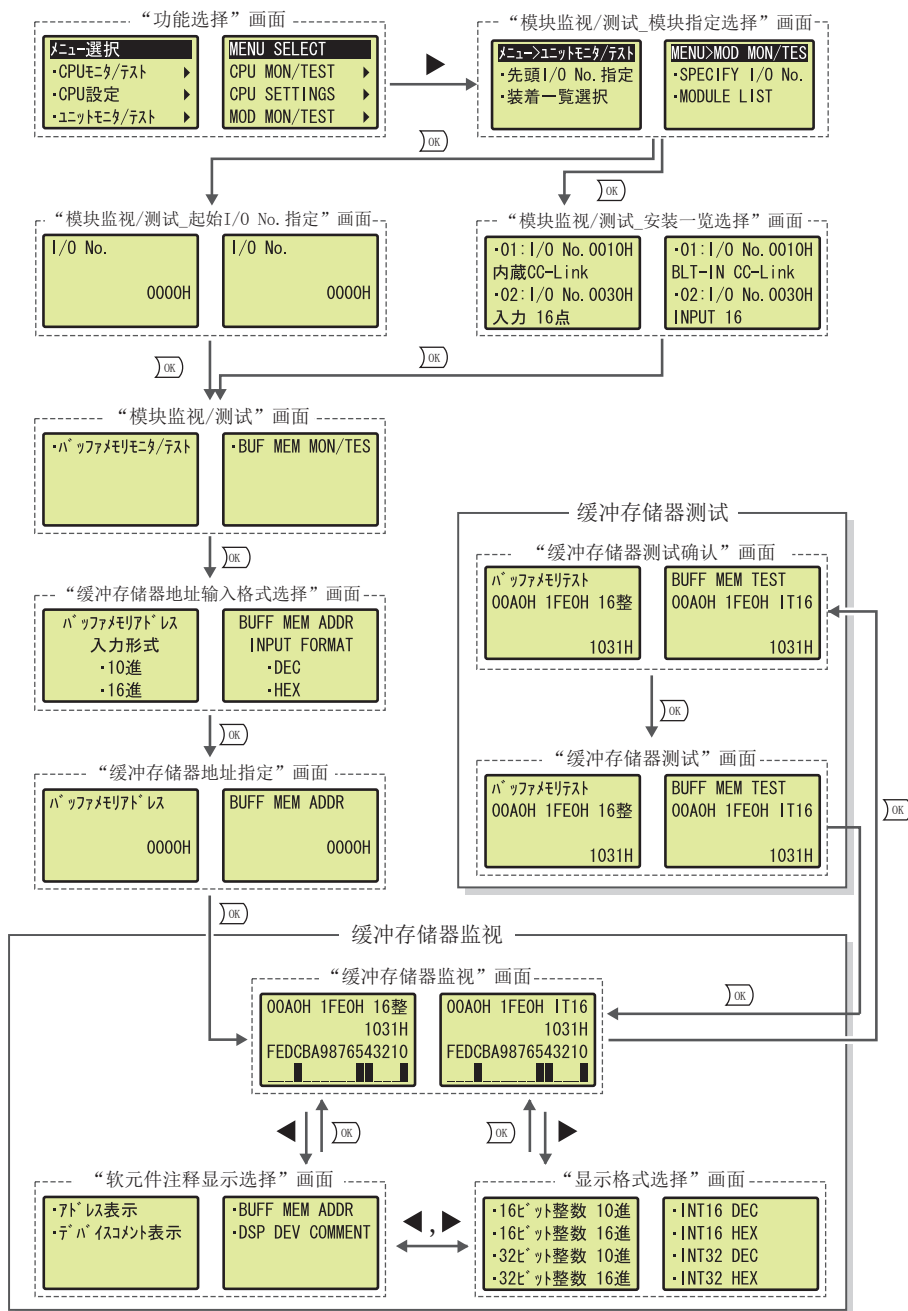 “功能选择”画面
メニュー選択
･CPUモニタ/テスト ▶
･CPU設定 ▶
･ユニットモニタ/テスト ▶
MENU SELECT
CPU MON/TEST ▶
CPU SETTINGS ▶
MOD MON/TEST ▶
▶
“模块监视/测试_模块指定选择”画面
メニュー>ユニットモニタ/テスト
･先頭I/O No.指定
･装着一覧選択
MENU>MOD MON/TES
･SPECIFY I/O No.
･MODULE LIST
OK
OK
“模块监视/测试_起始I/O No.指定”画面
I/O No.
0000H
I/O No.
0000H
“模块监视/测试_安装一览选择”画面
･01:I/O No.0010H
内蔵CC-Link
･02:I/O No.0030H
入力 16点
･01:I/O No.0010H
BLT-IN CC-Link
･02:I/O No.0030H
INPUT 16
OK
OK
“模块监视/测试”画面
･バッファメモリモニタ/テスト
･BUF MEM MON/TES
OK
“缓冲存储器地址输入格式选择”画面
バッファメモリアドレス
入力形式
･10進
･16進
BUFF MEM ADDR
INPUT FORMAT
･DEC
･HEX
OK
“缓冲存储器地址指定”画面
バッファメモリアドレス
0000H
BUFF MEM ADDR
0000H
OK
缓冲存储器测试
“缓冲存储器测试确认”画面
バッファメモリテスト
00A0H 1FE0H 16整
1031H
BUFF MEM TEST
00A0H 1FE0H IT16
1031H
OK
“缓冲存储器测试”画面
バッファメモリテスト
00A0H 1FE0H 16整
1031H
BUFF MEM TEST
00A0H 1FE0H IT16
1031H
OK
缓冲存储器监视
“缓冲存储器监视”画面
00A0H 1FE0H 16整
1031H
FEDCBA9876543210
00A0H 1FE0H IT16
1031H
FEDCBA9876543210
OK
◀
OK
OK
▶
“软元件注释显示选择”画面
･アドレス表示
･デバイスコメント表示
･BUFF MEM ADDR
･DSP DEV COMMENT
◀,▶
“显示格式选择”画面
･16ビット整数 10進
･16ビット整数 16進
･32ビット整数 10進
･32ビット整数 16進
･INT16 DEC
･INT16 HEX
･INT32 DEC
･INT32 HEX